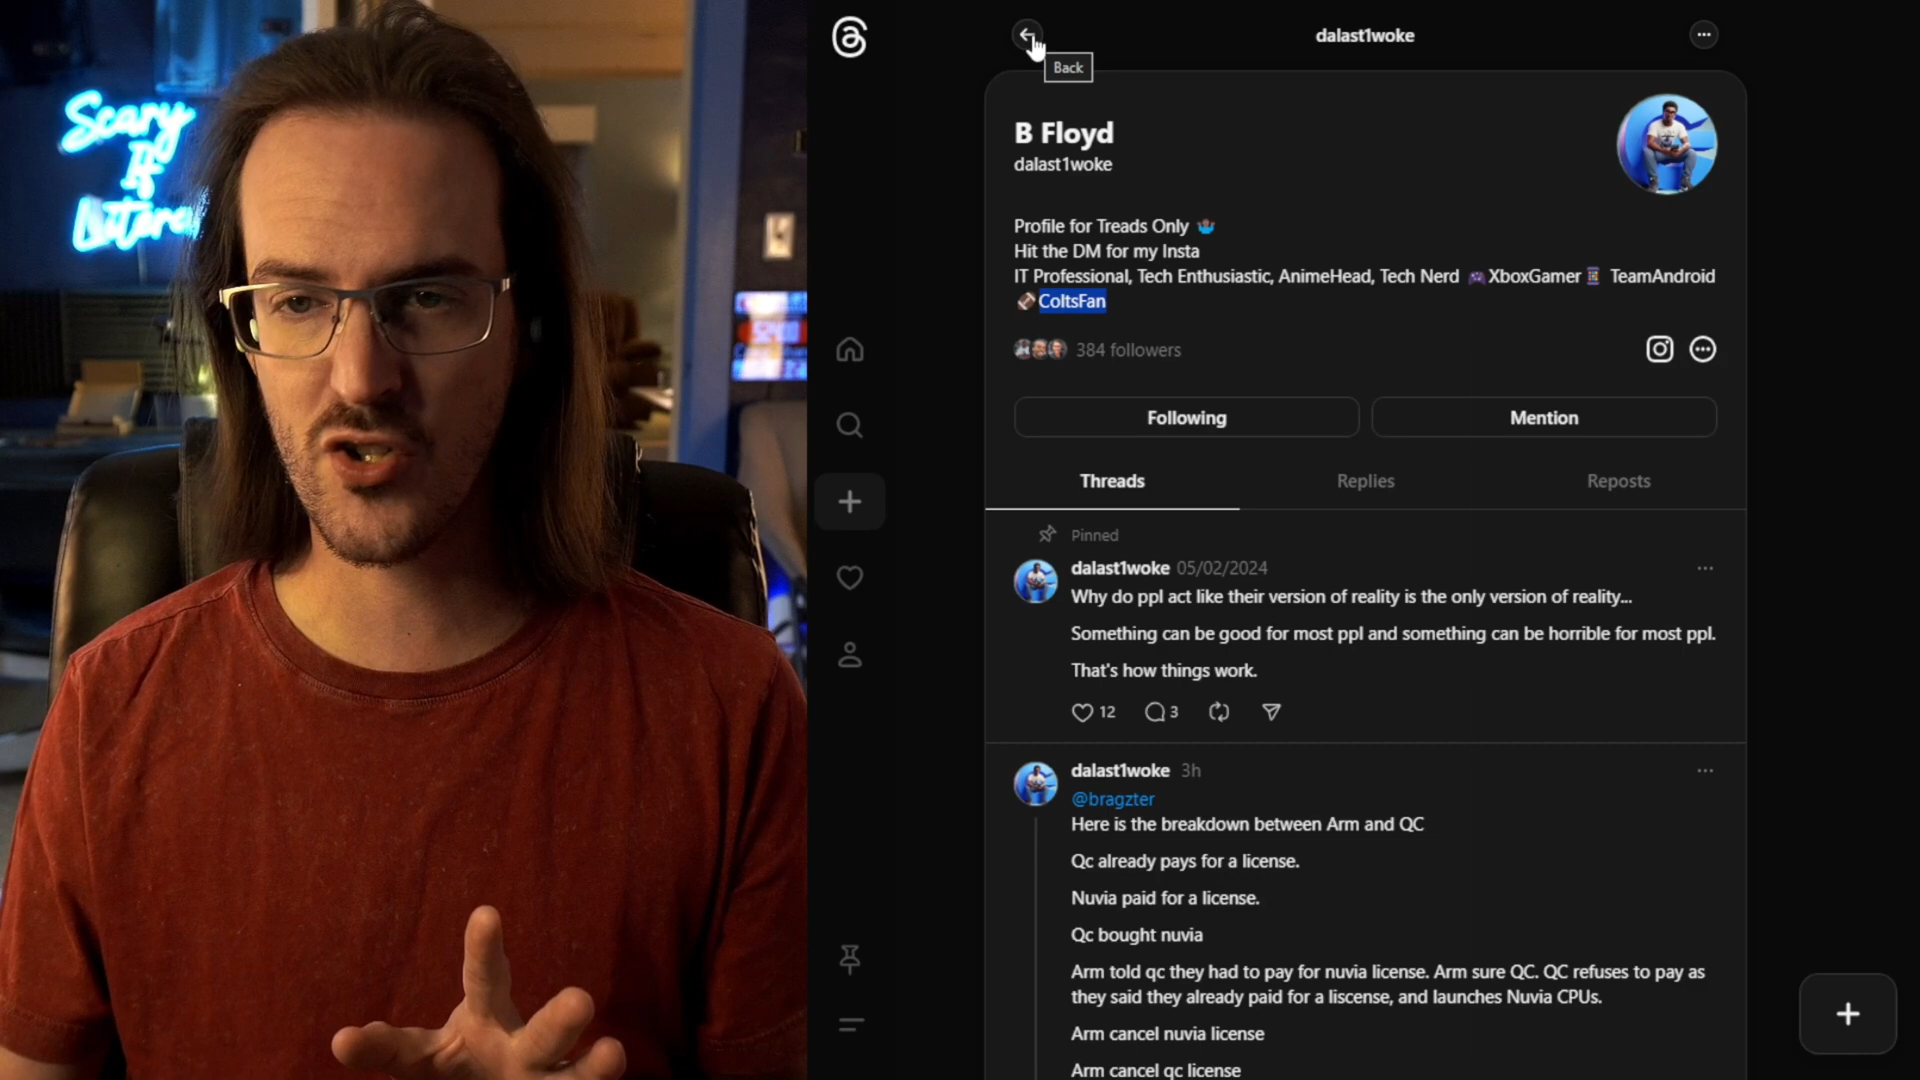 Scary
If
dalast1woke
Back
B Floyd
dalast1woke
Profile for Treads Only
Hit the DM for my Insta
IT Professional, Tech Enthusiastic, AnimeHead, Tech Nerd 🎮XboxGamer TeamAndroid
🏈ColtsFan
384 followers
Following
Mention
Threads
Replies
Reposts
Pinned
dalast1woke 05/02/2024
Why do ppl act like their version of reality is the only version of reality...
Something can be good for most ppl and something can be horrible for most ppl.
That's how things work.
12
3
dalast1woke 3h
@bragzter
Here is the breakdown between Arm and QC
Qc already pays for a license.
Nuvia paid for a license.
Qc bought nuvia
Arm told qc they had to pay for nuvia license. Arm sure QC. QC refuses to pay as
they said they already paid for a liscense, and launches Nuvia CPUs.
Arm cancel nuvia license
Arm cancel qc license